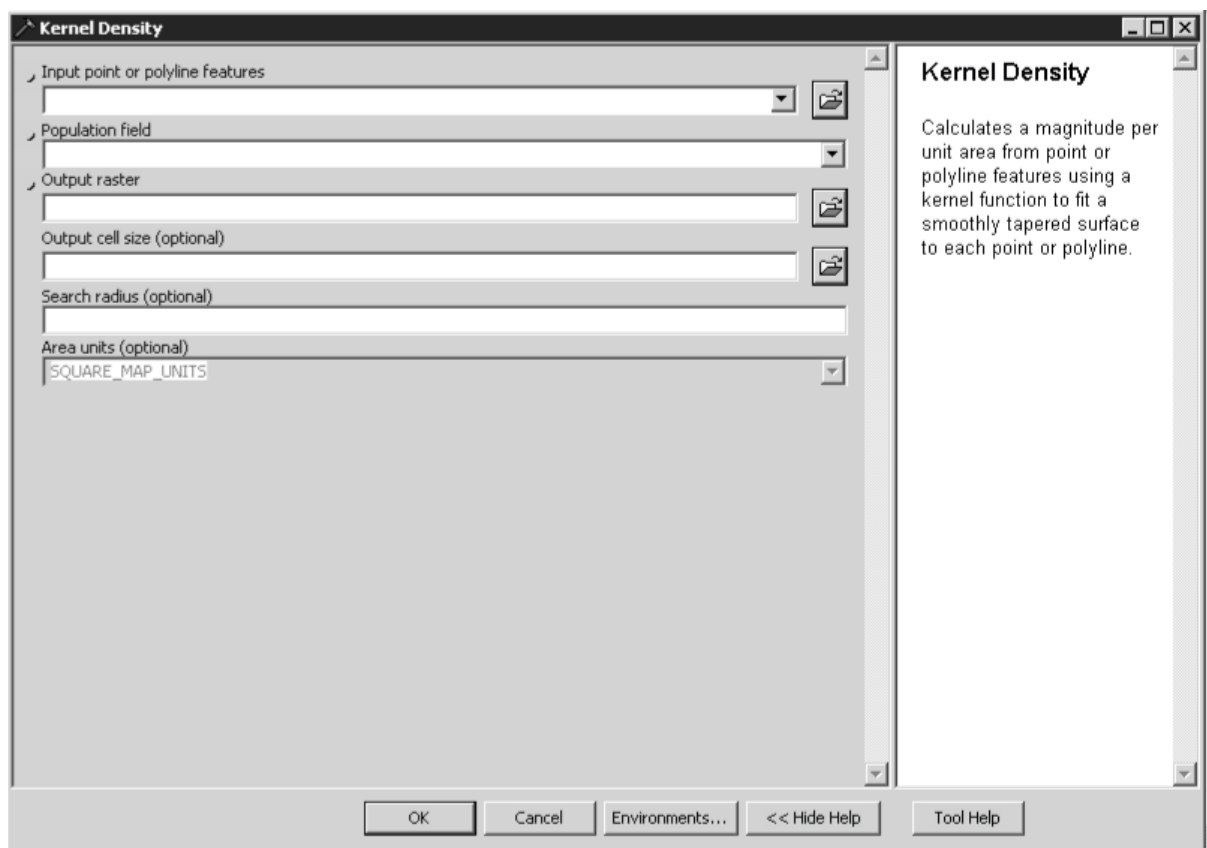 Kernel Density
Input point or polyline features
Population field
Output raster
Output cell size (optional)
Search radius (optional)
Area units (optional)
SQUARE_MAP_UNITS
Kernel Density
Calculates a magnitude per
unit area from point or
polyline features using a
kernel function to fit a
smoothly tapered surface
to each point or polyline.
OK
Cancel
Environments...
<< Hide Help
Tool Help